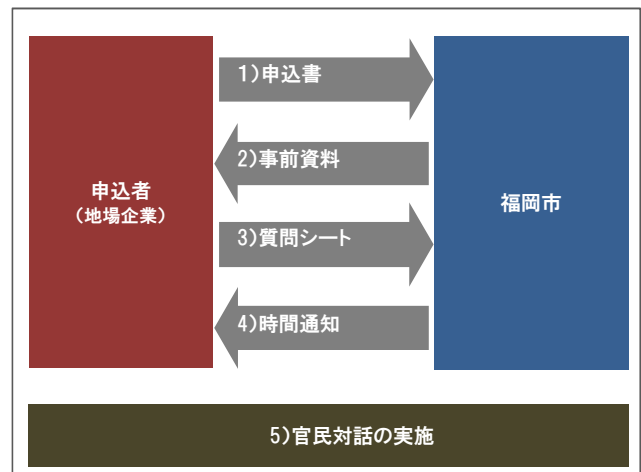 1)申込書
2)事前資料
申込者
(地場企業)
福岡市
3)質問シート
4)時間通知
5)官民対話の実施